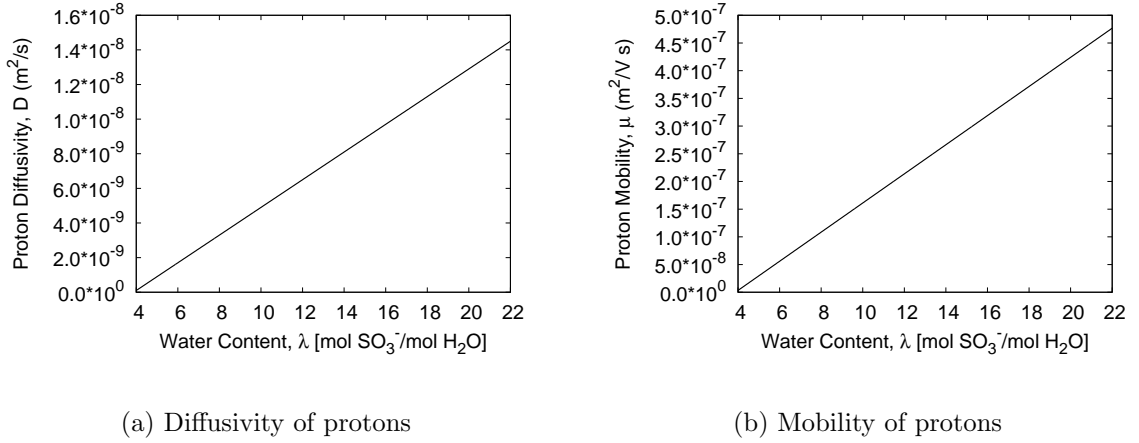 1.6*10⁻⁸
1.4*10⁻⁸
1.2*10⁻⁸
1.0*10⁻⁸
8.0*10⁻⁹
6.0*10⁻⁹
4.0*10⁻⁹
2.0*10⁻⁹
0.0*10⁰
Proton Diffusivity, D (m²/s)
4 6 8 10 12 14 16 18 20 22
Water Content, λ [mol SO₃⁻/mol H₂O]
(a) Diffusivity of protons
5.0*10⁻⁷
4.5*10⁻⁷
4.0*10⁻⁷
3.5*10⁻⁷
3.0*10⁻⁷
2.5*10⁻⁷
2.0*10⁻⁷
1.5*10⁻⁷
1.0*10⁻⁷
5.0*10⁻⁸
0.0*10⁰
Proton Mobility, μ (m²/V s)
4 6 8 10 12 14 16 18 20 22
Water Content, λ [mol SO₃⁻/mol H₂O]
(b) Mobility of protons